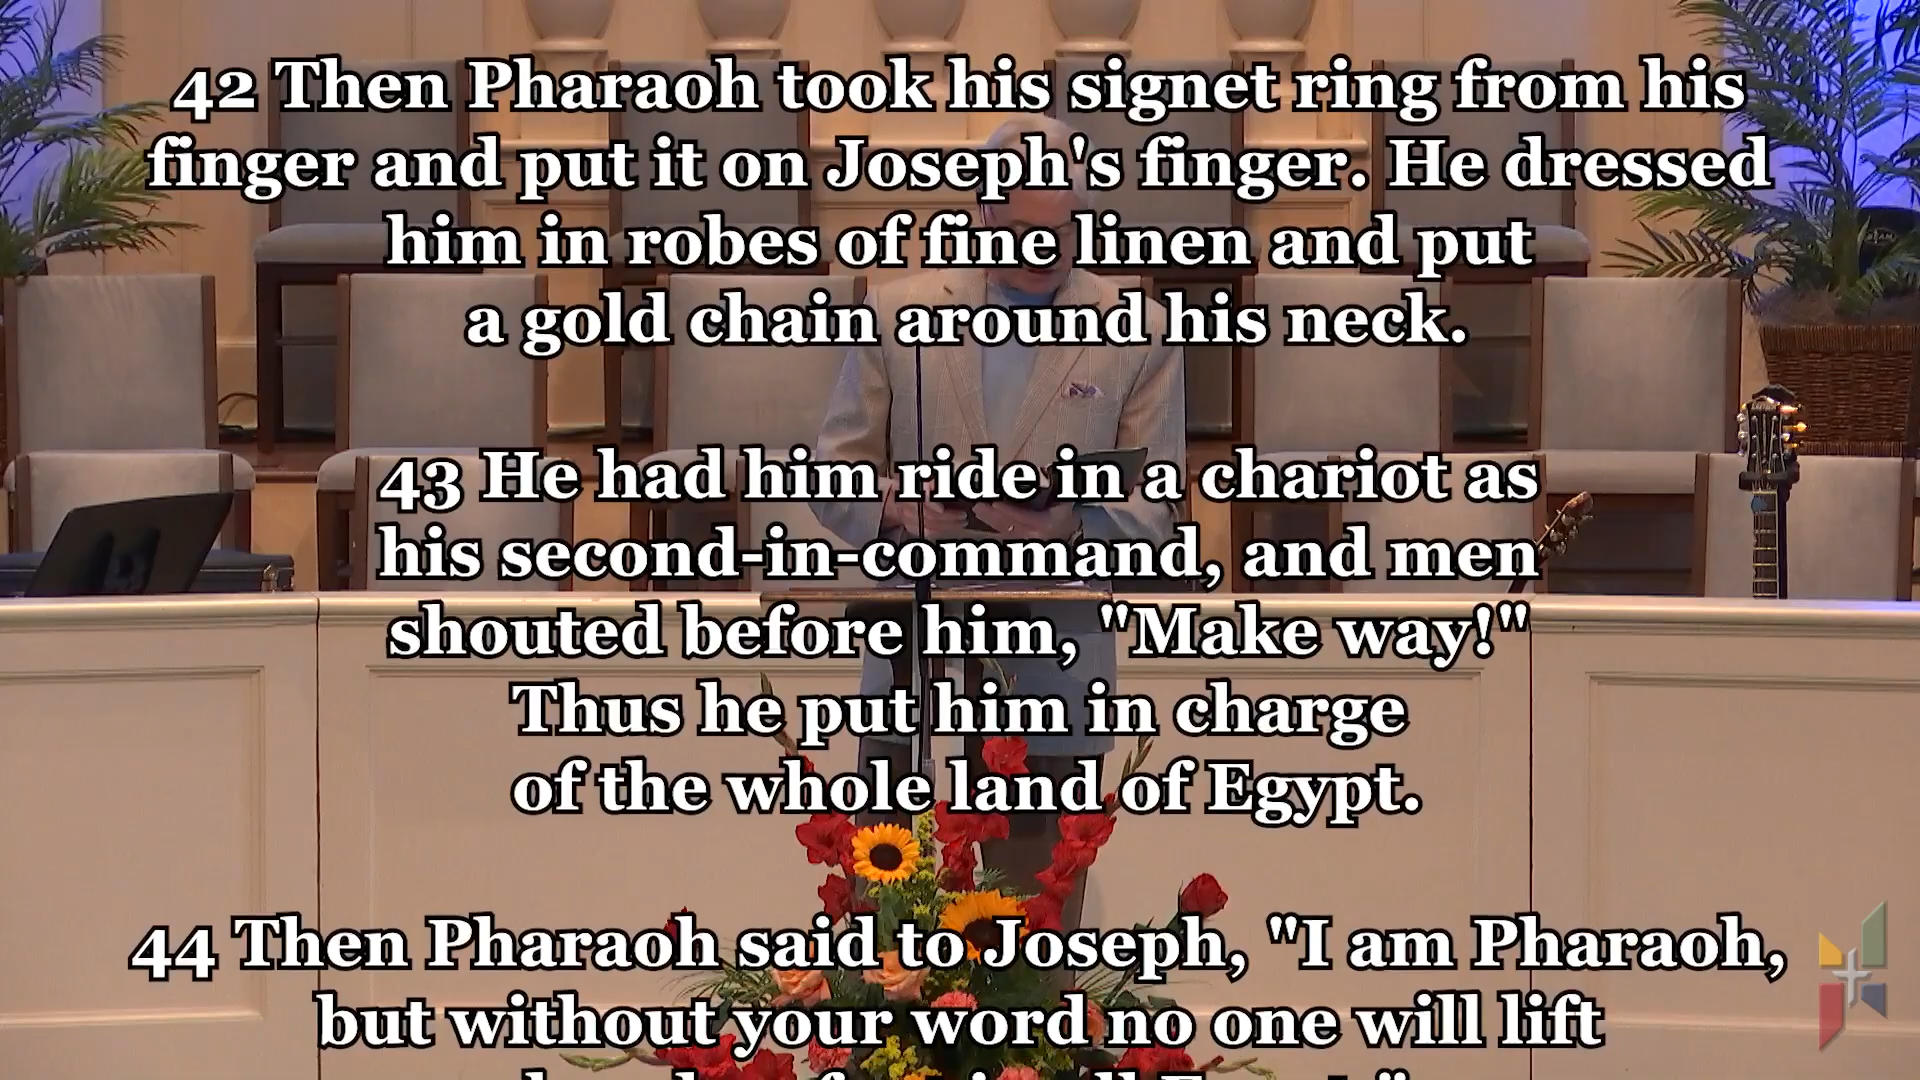 42 Then Pharaoh took his signet ring from his
finger and put it on Joseph's finger. He dressed
him in robes of fine linen and put
a gold chain around his neck.
43 He had him ride in a chariot as
his second-in-command, and men
shouted before him, "Make way!"
Thus he put him in charge
of the whole land of Egypt.
44 Then Pharaoh said to Joseph, "I am Pharaoh,
but without your word no one will lift